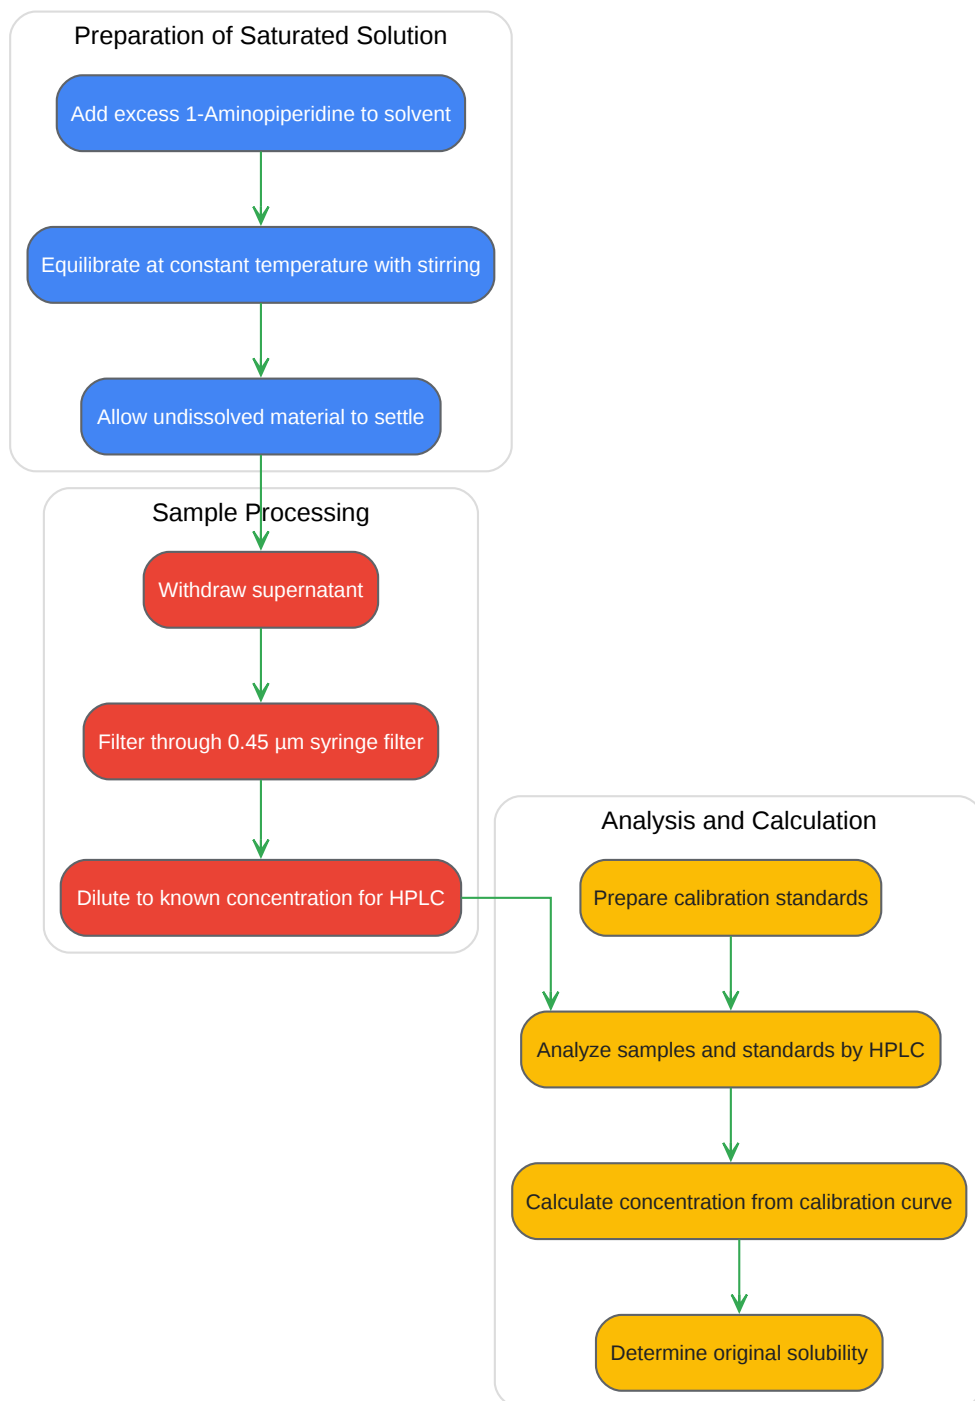 Preparation of Saturated Solution
Add excess 1-Aminopiperidine to solvent
Equilibrate at constant temperature with stirring
Allow undissolved material to settle
Sample Processing
Withdraw supernatant
Filter through 0.45 µm syringe filter
Dilute to known concentration for HPLC
Analysis and Calculation
Prepare calibration standards
Analyze samples and standards by HPLC
Calculate concentration from calibration curve
Determine original solubility